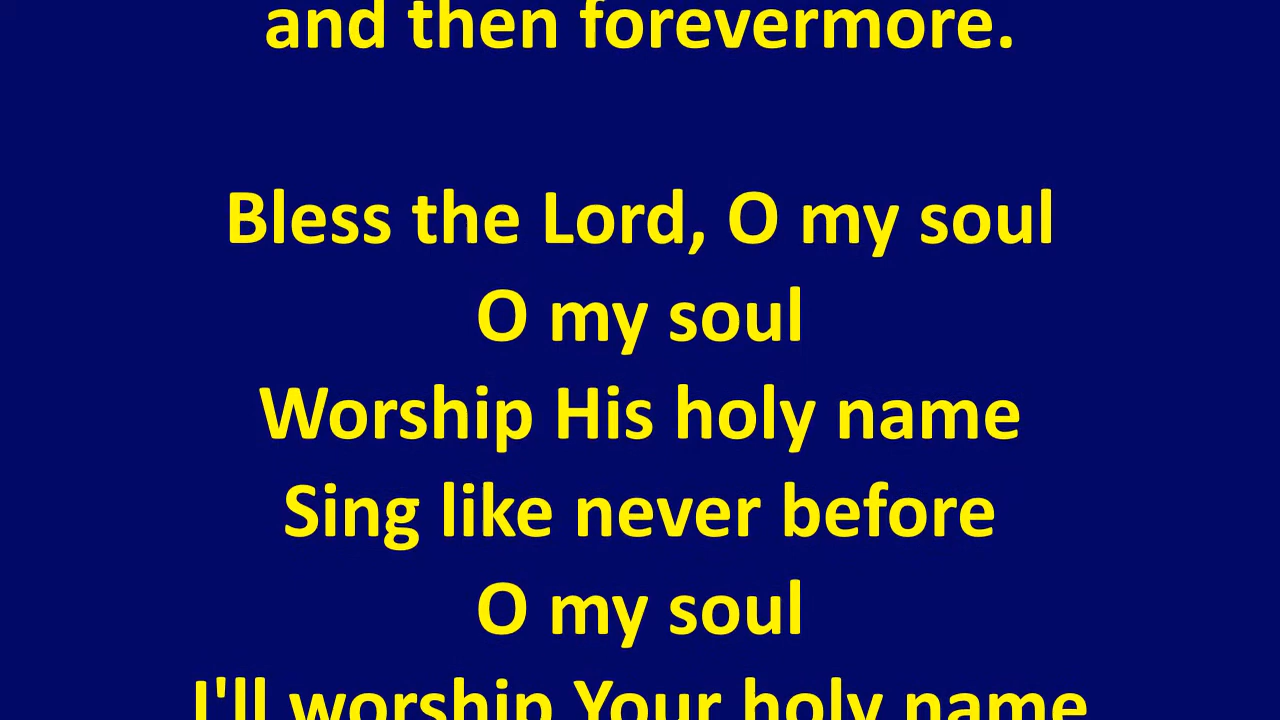 and then forevermore.
Bless the Lord, O my soul
O my soul
Worship His holy name
Sing like never before
O my soul
I'll worship Your holy name